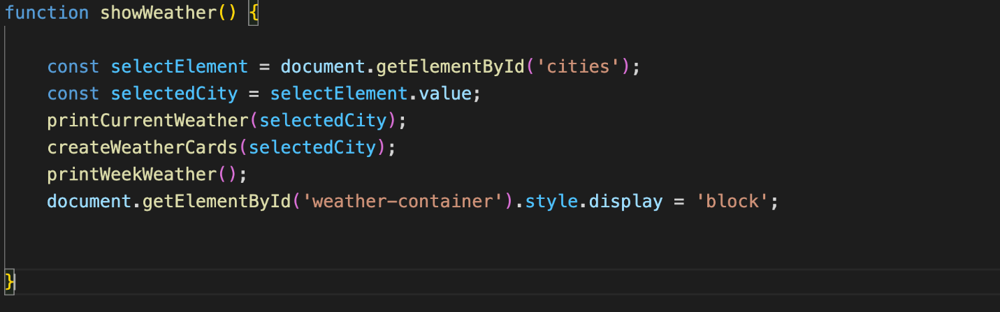 function showWeather() {
const selectElement = document.getElementById('cities');
const selectedCity = selectElement.value;
printCurrentWeather(selectedCity);
createWeatherCards(selectedCity);
printWeekWeather();
document.getElementById('weather-container').style.display = 'block';
}